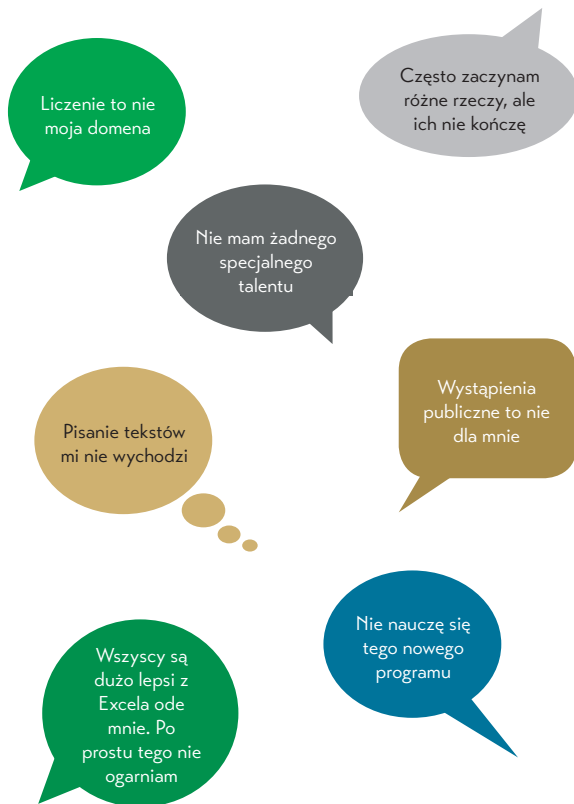 Liczenie to nie
moja domena
Często zaczynam
różne rzeczy, ale
ich nie kończę
Nie mam żadnego
specjalnego
talentu
Wystąpienia
publiczne to nie
dla mnie
Pisanie tekstów
mi nie wychodzi
Nie nauczę się
tego nowego
programu
Wszyscy są
dużo lepsi z
Excela ode
mnie. Po
prostu tego nie
ogarniam